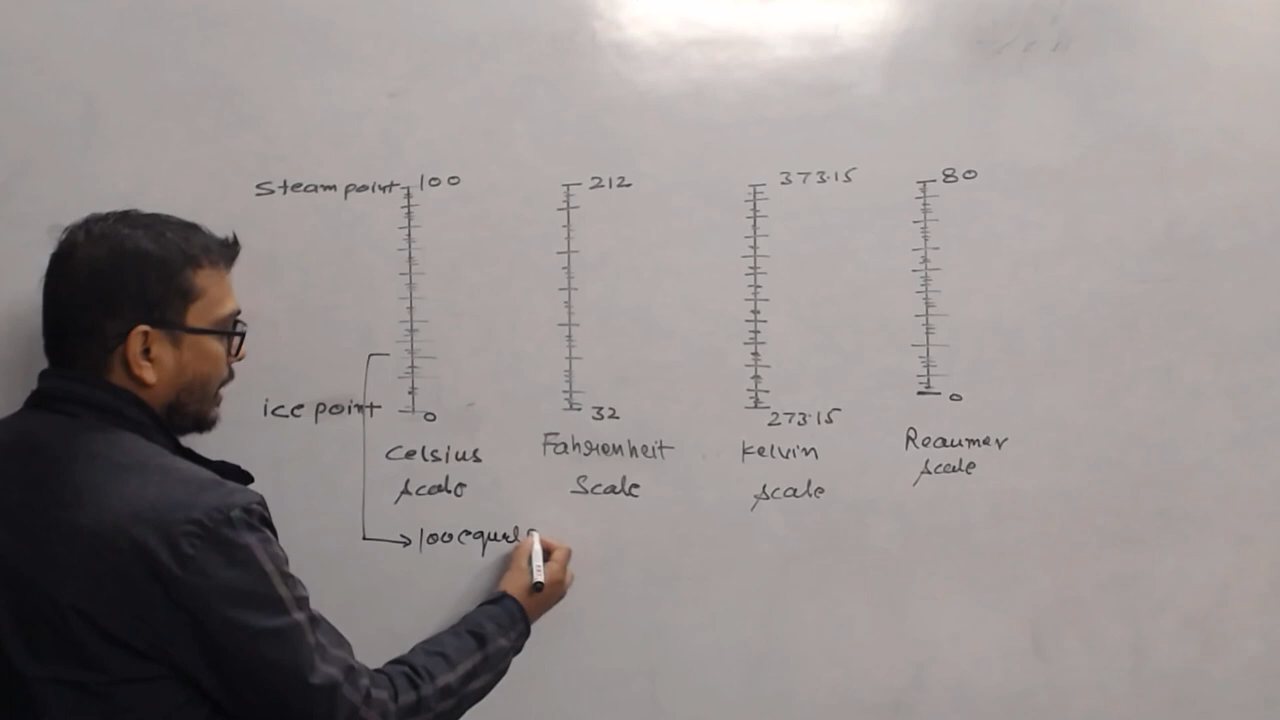 Steam point 100 212 373.15 80
ice point 0 32 273.15 0
Celsius Scale
Fahrenheit Scale
Kelvin Scale
Reaumer Scale
100 equal